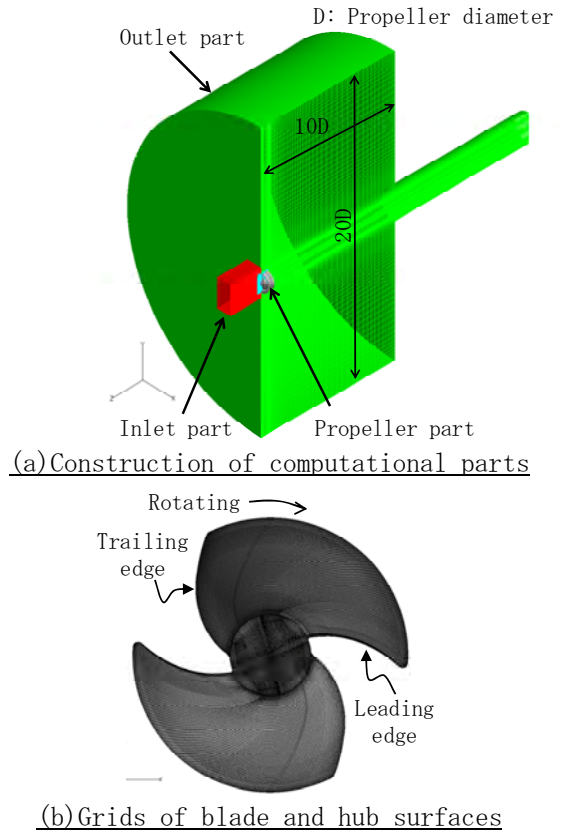 D: Propeller diameter
Outlet part
10D
20D
Inlet part
Propeller part
(a)Construction of computational parts
Rotating
Trailing
edge
Leading
edge
(b)Grids of blade and hub surfaces